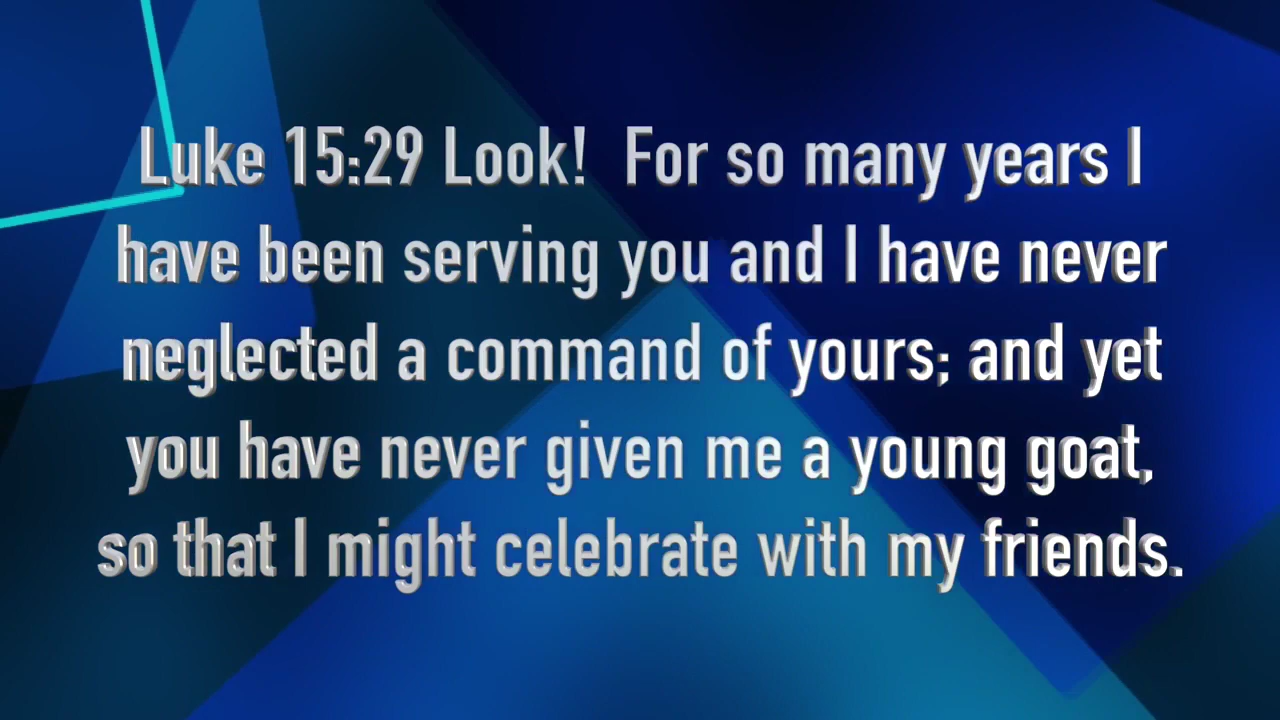 Luke 15:29 Look!  For so many years I
have been serving you and I have never
neglected a command of yours; and yet
you have never given me a young goat,
so that I might celebrate with my friends.